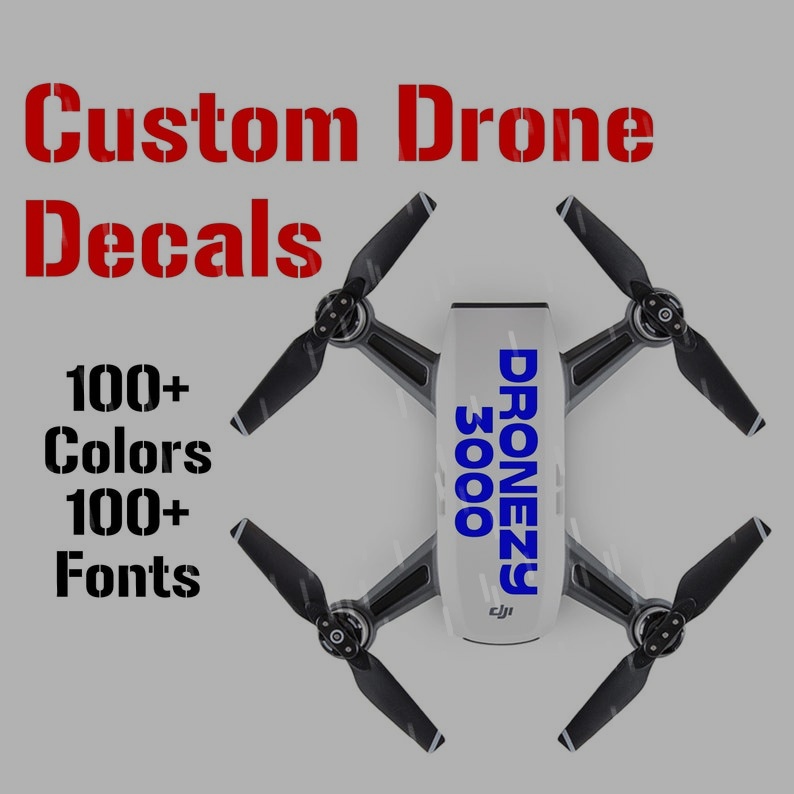 Custom Drone
Decals
100+
Colors
100+
Fonts
DRONEZY
3000
dji